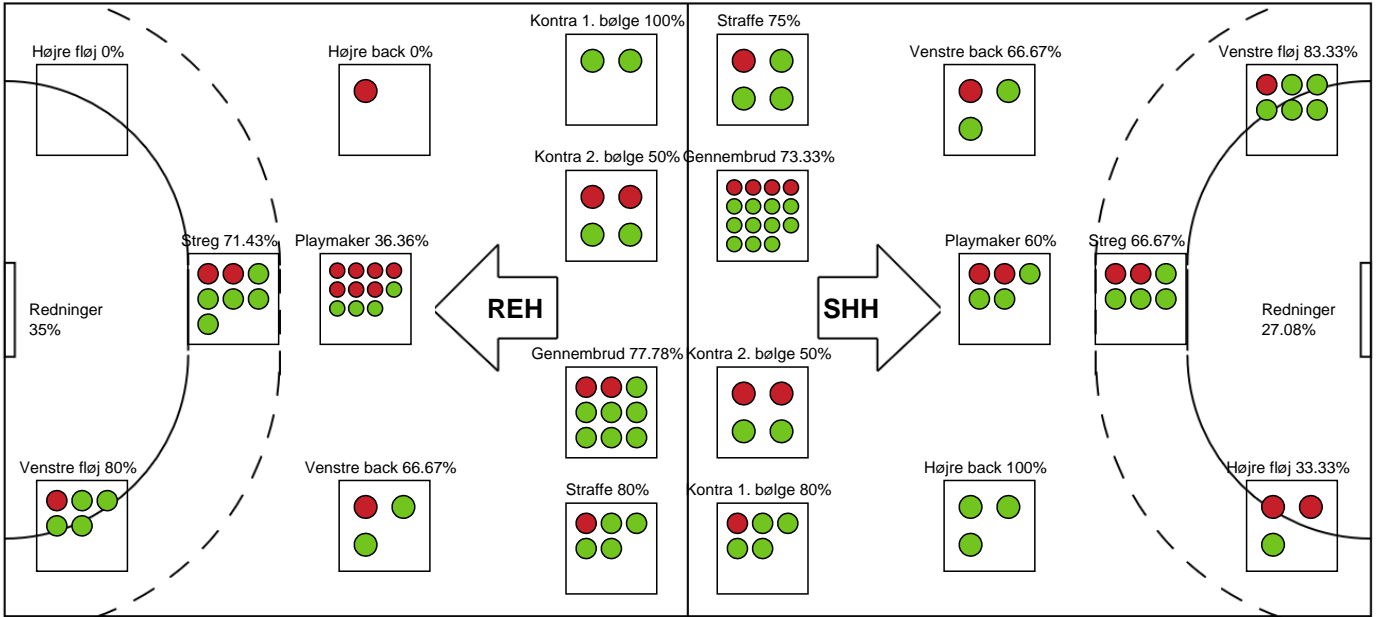 Kontra 1. bølge 100%
Straffe 75%
Højre fløj 0%
Højre back 0%
Venstre back 66.67%
Venstre fløj 83.33%
Kontra 2. bølge 50%
Gennembrud 73.33%
Streg 71.43%
Playmaker 36.36%
Playmaker 60%
Streg 66.67%
Redninger
35%
REH
SHH
Redninger
27.08%
Gennembrud 77.78%
Kontra 2. bølge 50%
Venstre fløj 80%
Venstre back 66.67%
Højre back 100%
Højre fløj 33.33%
Straffe 80%
Kontra 1. bølge 80%